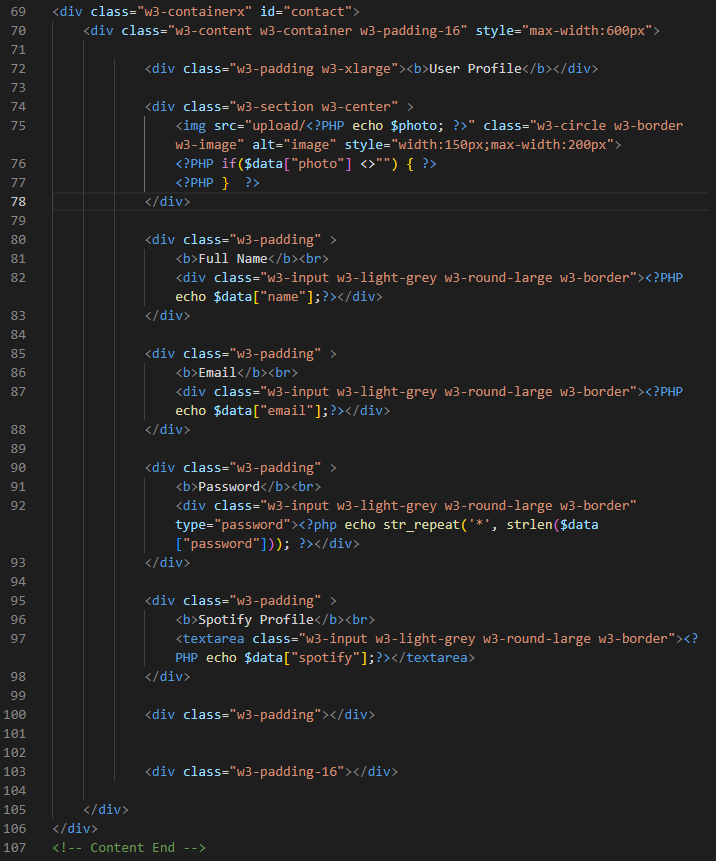 69 <div class="w3-containerx" id="contact">
70 <div class="w3-content w3-container w3-padding-16" style="max-width:600px">
71
72 <div class="w3-padding w3-xlarge"><b>User Profile</b></div>
73
74 <div class="w3-section w3-center" >
75 <img src="upload/<?PHP echo $photo; ?>" class="w3-circle w3-border
w3-image" alt="image" style="width:150px;max-width:200px">
76 <?PHP if($data["photo"] <>"") { ?>
77 <?PHP }  ?>
78 </div>
79
80 <div class="w3-padding" >
81 <b>Full Name</b><br>
82 <div class="w3-input w3-light-grey w3-round-large w3-border"><?PHP
echo $data["name"];?></div>
83 </div>
84
85 <div class="w3-padding" >
86 <b>Email</b><br>
87 <div class="w3-input w3-light-grey w3-round-large w3-border"><?PHP
echo $data["email"];?></div>
88 </div>
89
90 <div class="w3-padding" >
91 <b>Password</b><br>
92 <div class="w3-input w3-light-grey w3-round-large w3-border"
type="password"><?php echo str_repeat('*', strlen($data
["password"])); ?></div>
93 </div>
94
95 <div class="w3-padding" >
96 <b>Spotify Profile</b><br>
97 <textarea class="w3-input w3-light-grey w3-round-large w3-border"><?
PHP echo $data["spotify"];?></textarea>
98 </div>
99
100 <div class="w3-padding"></div>
101
102
103 <div class="w3-padding-16"></div>
104
105 </div>
106 </div>
107 <!-- Content End -->